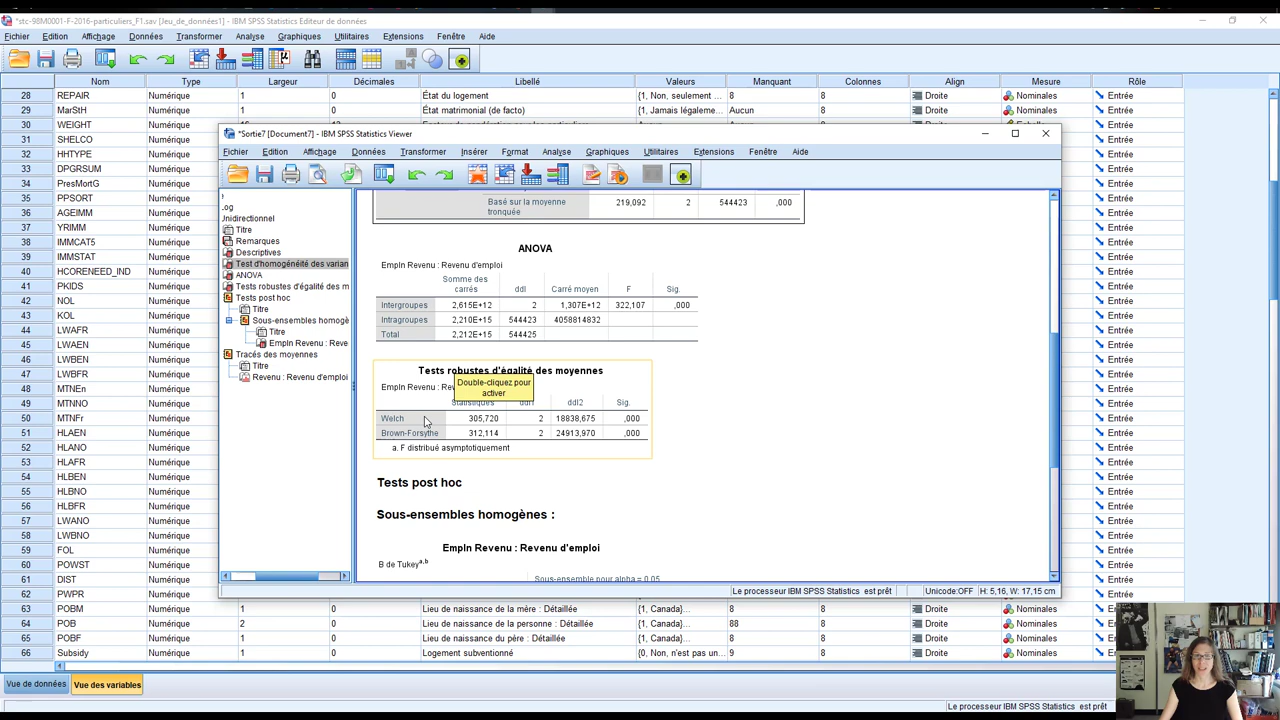 *stc-98M0001-F-2016-particuliers_F1.sav [Jeu_de_données1] - IBM SPSS Statistics Editeur de données
Fichier Edition Affichage Données Transformer Analyse Graphiques Utilitaires Extensions Fenêtre Aide
Nom Type Largeur Décimales Libellé Valeurs Manquant Colonnes Align Mesure Rôle
28 REPAIR Numérique 1 0 État du logement {1, Non, seulement ... 8 8 Droite Nominales Entrée
29 MarStH Numérique 1 0 État matrimonial (de facto) {1, Jamais légaleme... Aucun 8 Droite Nominales Entrée
30 WEIGHT Numérique
*Sortie7 [Document7] - IBM SPSS Statistics Viewer
31 SHELCO Numérique Entrée
Fichier Edition Affichage Données Transformer Insérer Format Analyse Graphiques Utilitaires Extensions Fenêtre Aide
32 HHTYPE Numérique Entrée
33 DPGRSUM Numérique Entrée
34 PresMortG Numérique Entrée
35 PPSORT Numérique Entrée
36 AGEIMM Numérique Entrée
37 YRIMM Numérique Entrée
38 IMMCAT5 Numérique Entrée
39 IMMSTAT Numérique Entrée
40 HCORENEED_IND Numérique Entrée
41 PKIDS Numérique Entrée
42 NOL Numérique Entrée
43 KOL Numérique Entrée
44 LWAFR Numérique Entrée
45 LWANE Numérique Entrée
46 LWBEN Numérique Entrée
47 LWBFR Numérique Entrée
48 MTNEn Numérique Entrée
49 MTNNO Numérique Entrée
50 MTNFr Numérique Entrée
51 HLAEN Numérique Entrée
52 HLANO Numérique Entrée
53 HLAFR Numérique Entrée
54 HLBEN Numérique Entrée
55 HLBNO Numérique Entrée
56 HLBFR Numérique Entrée
57 LWANO Numérique Entrée
58 LWBNO Numérique Entrée
59 FOL Numérique Entrée
60 POWST Numérique Entrée
61 DIST Numérique Entrée
62 PWPR Numérique Entrée
.og
nidirectionnel
Titre
Remarques
Descriptives
Test d'homogénéité des varian
ANOVA
Tests robustes d'égalité des m
Tests post hoc
Titre
Sous-ensembles homogè
Titre
EmpIn Revenu : Reve
Tracés des moyennes
Titre
Revenu : Revenu d'emploi
Basé sur la moyenne tronquée 219,092 2 544423 ,000
ANOVA
EmpIn Revenu : Revenu d'emploi
Somme des carrés ddl Carré moyen F Sig.
Intergroupes 2,615E+12 2 1,307E+12 322,107 ,000
Intragroupes 2,210E+15 544423 4058814832
Total 2,212E+15 544425
Tests robustes d'égalité des moyennes
EmpIn Revenu : Rev
Double-cliquez pour
activer
Statistiques ddl1 ddl2 Sig.
Welch 305,720 2 18838,675 ,000
Brown-Forsythe 312,114 2 24913,970 ,000
a. F distribué asymptotiquement
Tests post hoc
Sous-ensembles homogènes :
EmpIn Revenu : Revenu d'emploi
B de Tukeyᵃ,ᵇ
Sous-ensemble pour alpha = 0.05
Le processeur IBM SPSS Statistics est prêt Unicode:OFF H: 5,16, W: 17,15 cm
63 POBM Numérique 1 0 Lieu de naissance de la mère : Détaillée {1, Canada}... 8 8 Droite Nominales En
64 POB Numérique 2 0 Lieu de naissance de la personne : Détaillée {1, Canada}... 88 8 Droite Nominales En
65 POBF Numérique 1 0 Lieu de naissance du père : Détaillée {1, Canada}... 8 8 Droite Nominales En
66 Subsidy Numérique 1 0 Logement subventionné {0, Non, n'est pas un... 9 8 Droite Nominales En
Vue de données Vue des variables
Le processeur IBM SPSS Statistics est prêt